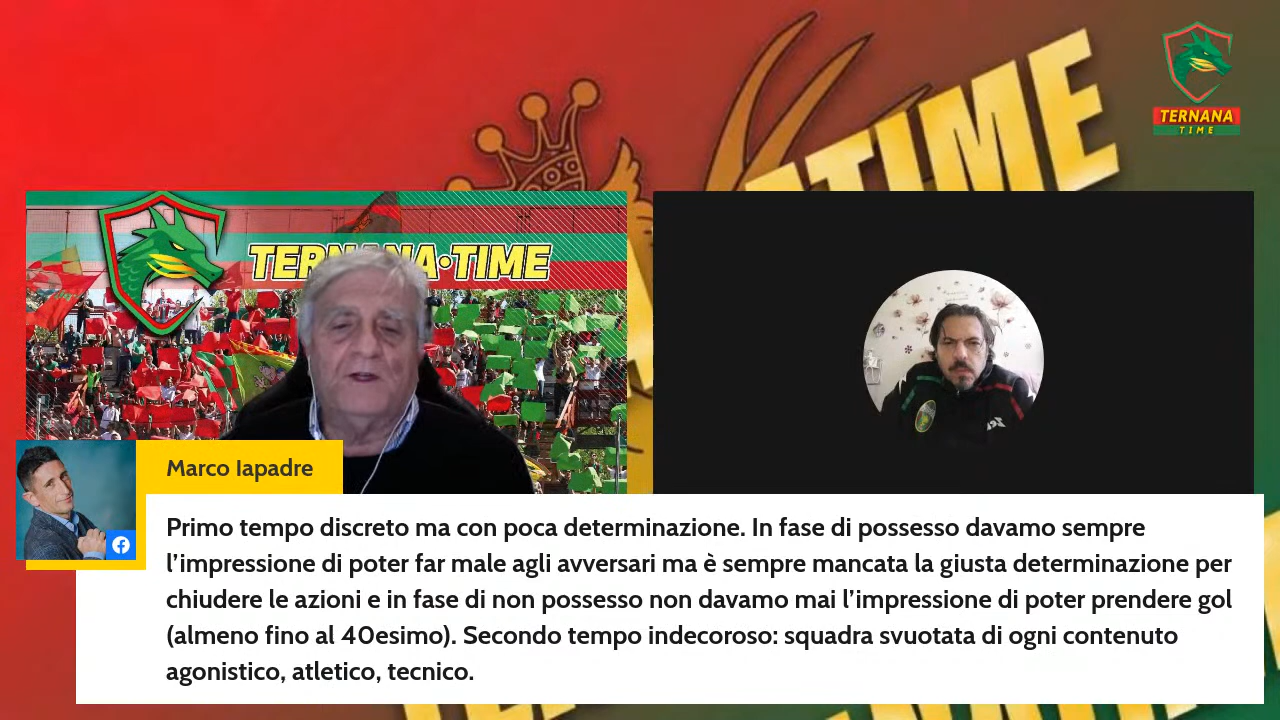 TIME
TERNANA
TIME
TERNANA•TIME
Marco Iapadre
Primo tempo discreto ma con poca determinazione. In fase di possesso davamo sempre
l’impressione di poter far male agli avversari ma è sempre mancata la giusta determinazione per
chiudere le azioni e in fase di non possesso non davamo mai l’impressione di poter prendere gol
(almeno fino al 40esimo). Secondo tempo indecoroso: squadra svuotata di ogni contenuto
agonistico, atletico, tecnico.